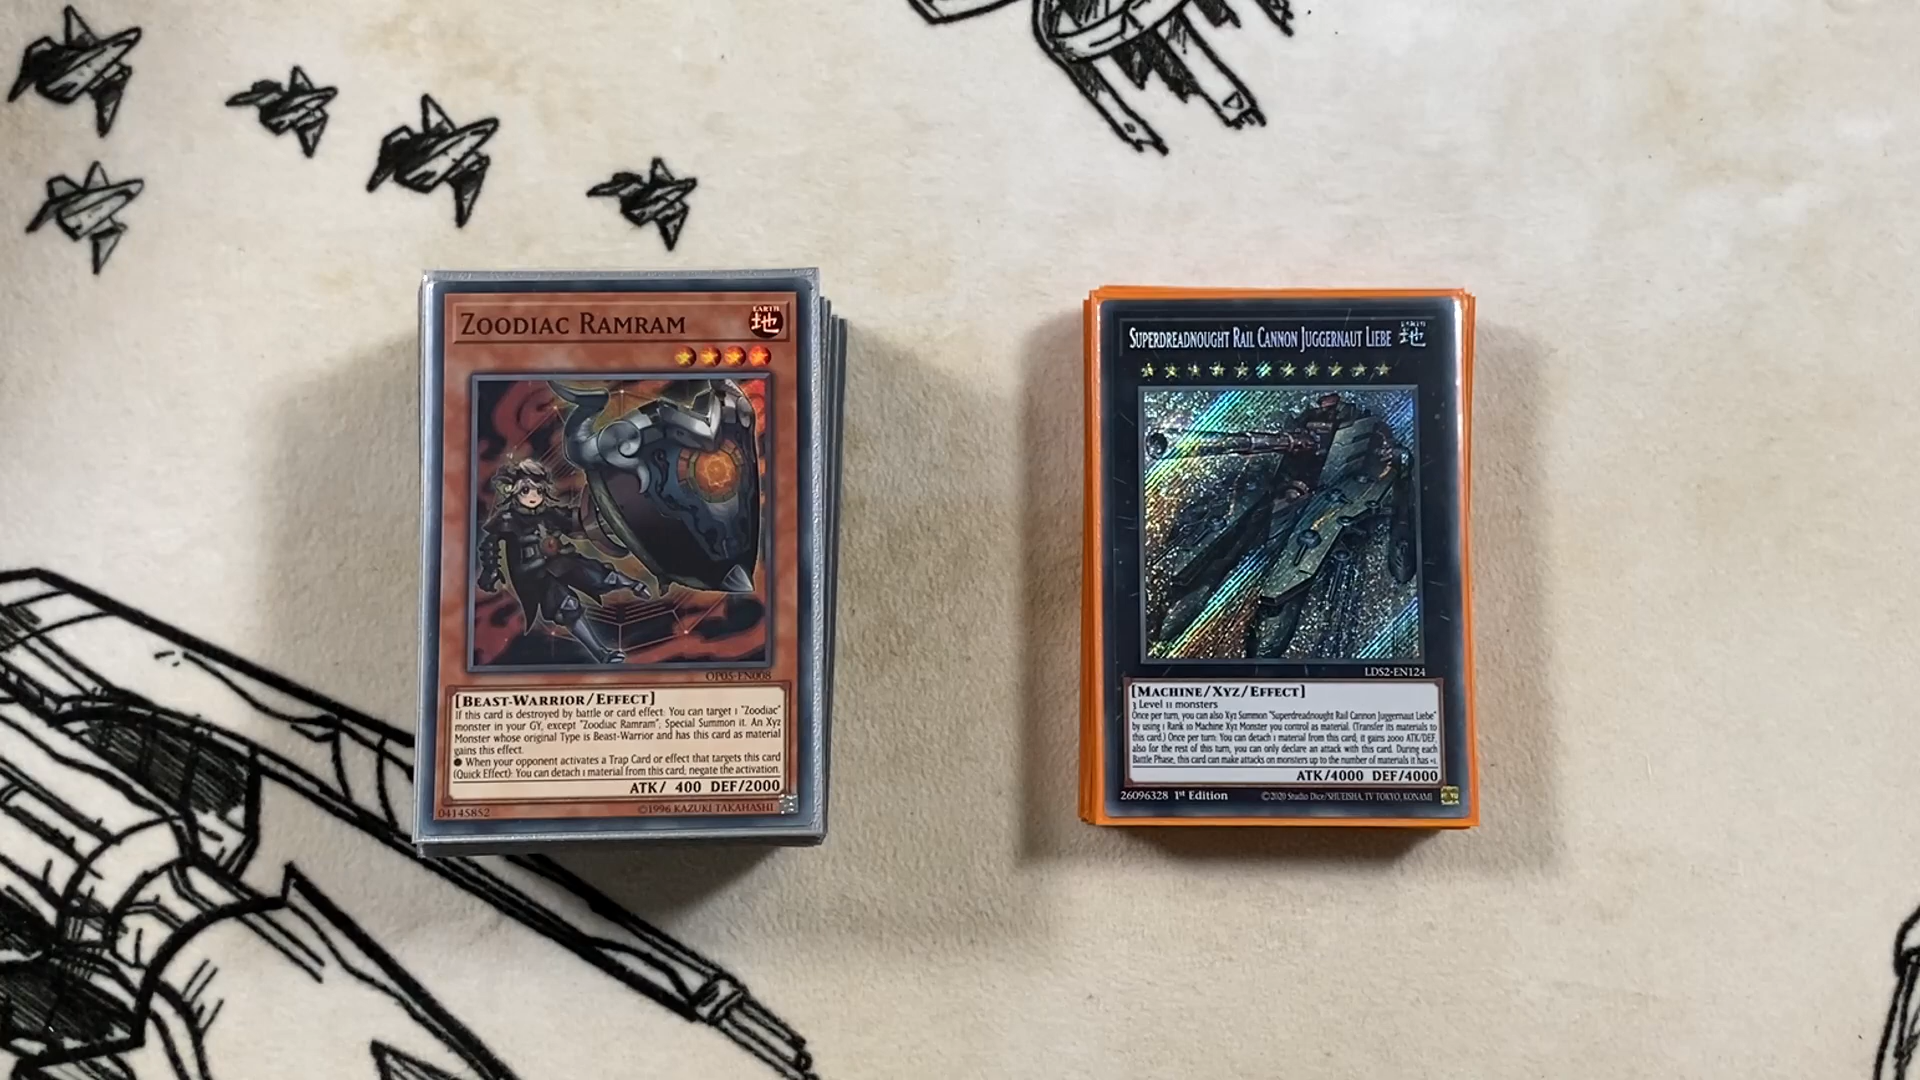 ZOODIAC RAMRAM
EARTH
地
OP05-EN008
[BEAST-WARRIOR/EFFECT]
If this card is destroyed by battle or card effect: You can target 1 "Zoodiac"
monster in your GY, except "Zoodiac Ramram"; Special Summon it. An Xyz
Monster whose original Type is Beast-Warrior and has this card as material
gains this effect.
● When your opponent activates a Trap Card or effect that targets this card
(Quick Effect): You can detach 1 material from this card; negate the activation.
ATK/ 400 DEF/2000
04145852
©1996 KAZUKI TAKAHASHI
SUPERDREADNOUGHT RAIL CANNON JUGGERNAUT LIEBE
EARTH
地
LDS2-EN124
[MACHINE/XYZ/EFFECT]
3 Level 11 monsters
Once per turn, you can also Xyz Summon "Superdreadnought Rail Cannon Juggernaut Liebe"
by using 1 Rank 10 Machine Xyz Monster you control as material. (Transfer its materials to
this card.) Once per turn: You can detach 1 material from this card; it gains 2000 ATK/DEF,
also for the rest of this turn, you can only declare an attack with this card. During each
Battle Phase, this card can make attacks on monsters up to the number of materials it has +1.
ATK/4000 DEF/4000
26096328 1st Edition
©2020 Studio Dice/SHUEISHA, TV TOKYO, KONAMI